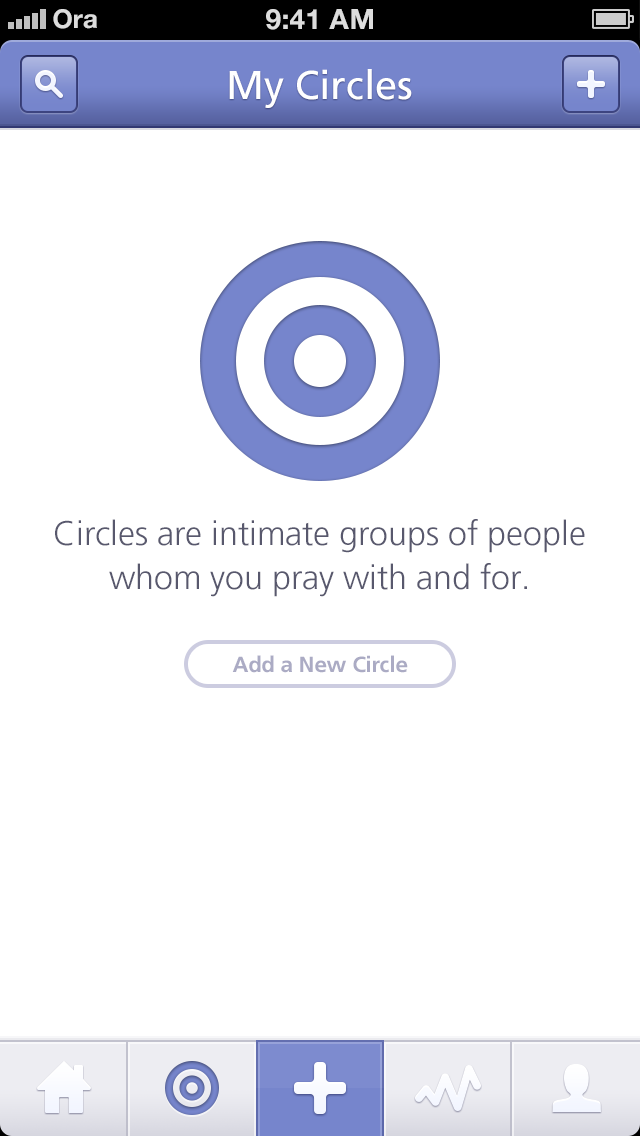 Ora 9:41 AM
My Circles
Circles are intimate groups of people
whom you pray with and for.
Add a New Circle